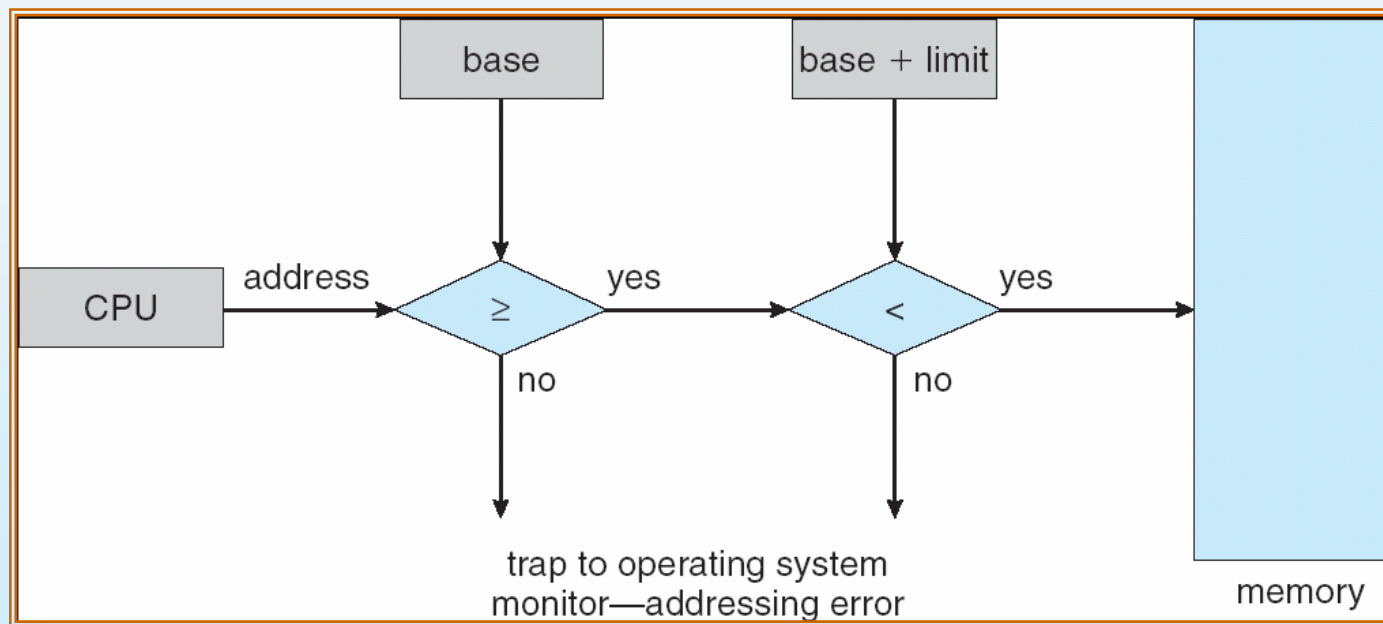 base
base + limit
CPU
address
≥
yes
<
yes
no
no
trap to operating system
monitor—addressing error
memory